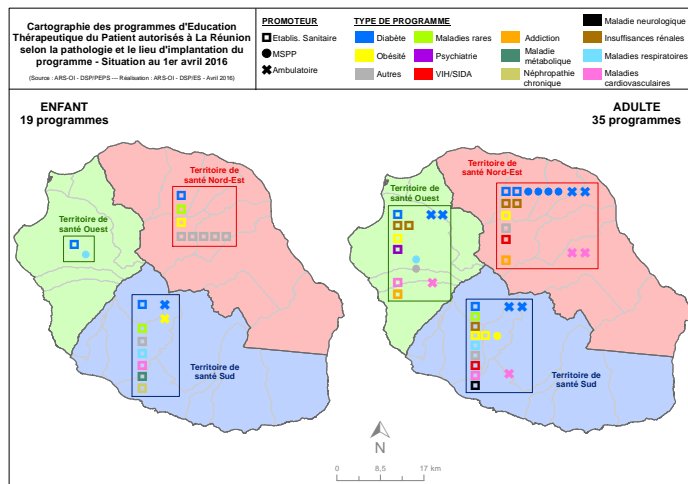 Cartographie des programmes d'Education
Thérapeutique du Patient autorisés à La Réunion
selon la pathologie et le lieu d'implantation du
programme - Situation au 1er avril 2016
(Source : ARS-OI - DSP/PEPS — Réalisation : ARS-OI - DSP/ES - Avril 2016)
PROMOTEUR
Etablis. Sanitaire
MSPP
Ambulatoire
TYPE DE PROGRAMME
Diabète
Obésité
Autres
Maladies rares
Psychiatrie
VIH/SIDA
Addiction
Maladie
métabolique
Néphropathie
chronique
Maladie neurologique
Insuffisances rénales
Maladies respiratoires
Maladies
cardiovasculaires
ENFANT
19 programmes
ADULTE
35 programmes
Territoire de
santé Nord-Est
Territoire
de santé Ouest
Territoire de
santé Sud
Territoire de
santé Nord-Est
Territoire
de santé Ouest
Territoire de
santé Sud
N
0 8,5 17 km